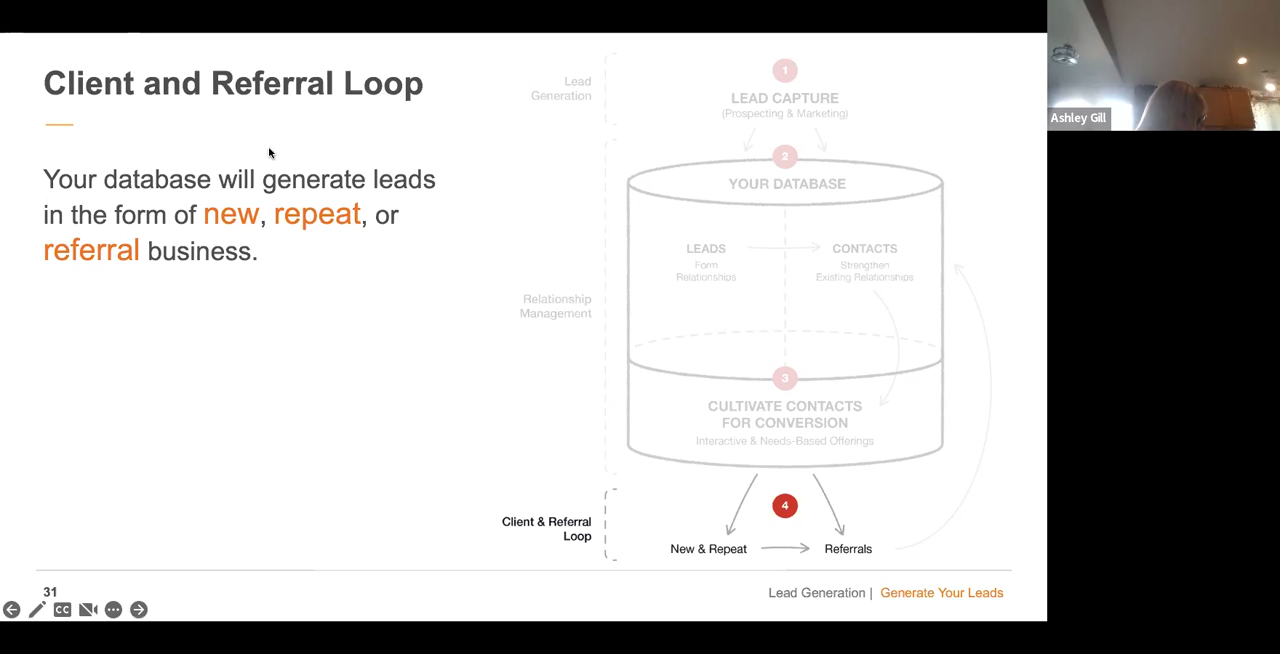 Client and Referral Loop
Your database will generate leads
in the form of new, repeat, or
referral business.
Lead
Generation
1
LEAD CAPTURE
(Prospecting & Marketing)
2
YOUR DATABASE
LEADS
Form
Relationships
CONTACTS
Strengthen
Existing Relationships
Relationship
Management
3
CULTIVATE CONTACTS
FOR CONVERSION
Interactive & Needs-Based Offerings
Client & Referral
Loop
4
New & Repeat
Referrals
31
Lead Generation | Generate Your Leads
CC
Ashley Gill